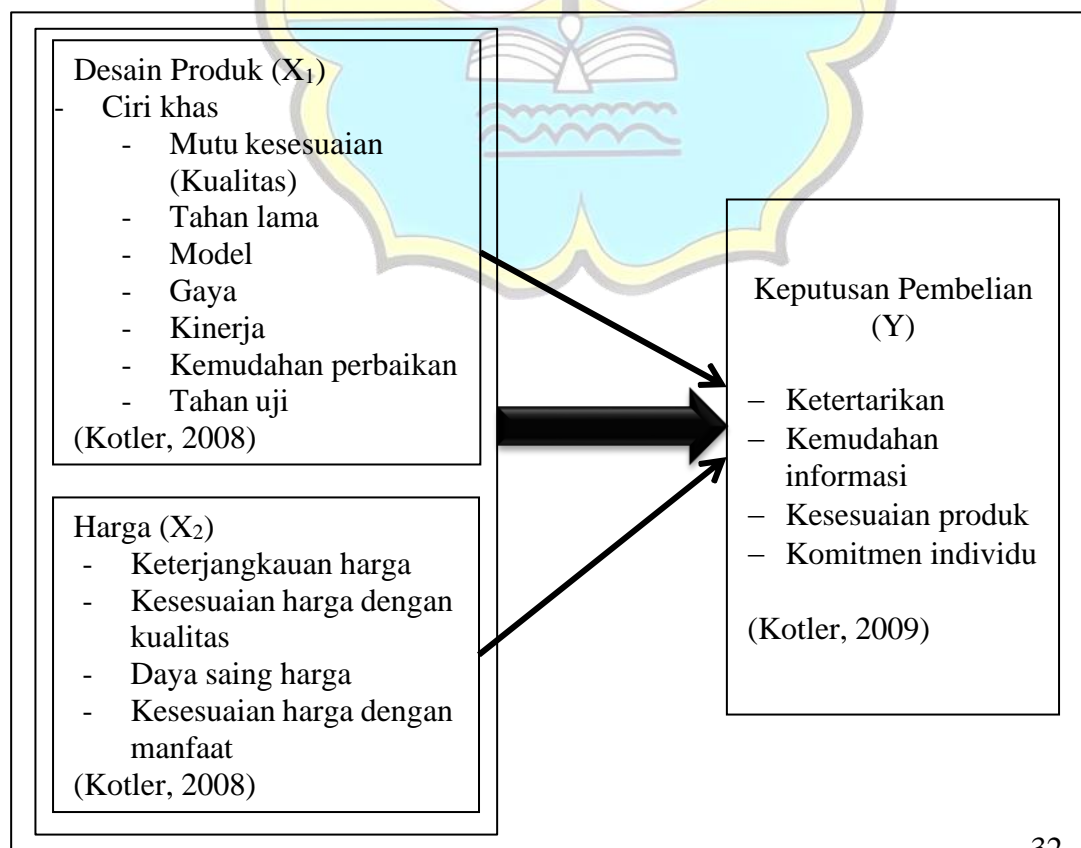 Desain Produk (X₁)
- Ciri khas
- Mutu kesesuaian
(Kualitas)
- Tahan lama
- Model
- Gaya
- Kinerja
- Kemudahan perbaikan
- Tahan uji
(Kotler, 2008)
Harga (X₂)
- Keterjangkauan harga
- Kesesuaian harga dengan
kualitas
- Daya saing harga
- Kesesuaian harga dengan
manfaat
(Kotler, 2008)
Keputusan Pembelian
(Y)
– Ketertarikan
– Kemudahan
informasi
– Kesesuaian produk
– Komitmen individu
(Kotler, 2009)
32